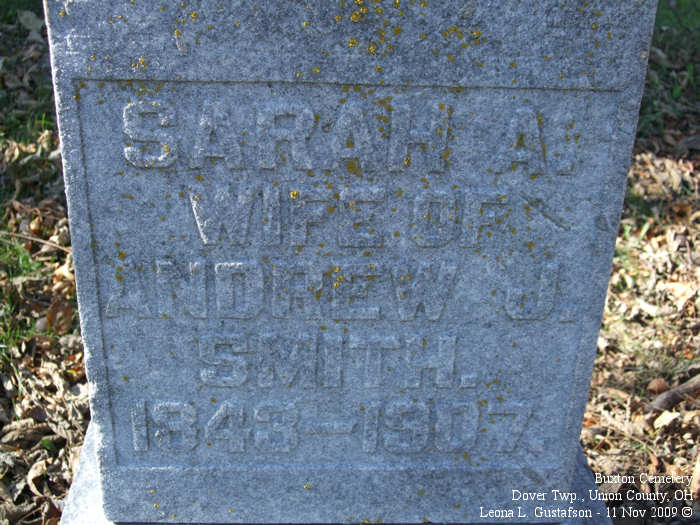 SARAH A.
WIFE OF
ANDREW J.
SMITH.
1843–1907.
Buxton Cemetery
Dover Twp., Union County, OH
Leona L. Gustafson - 11 Nov 2009 ©